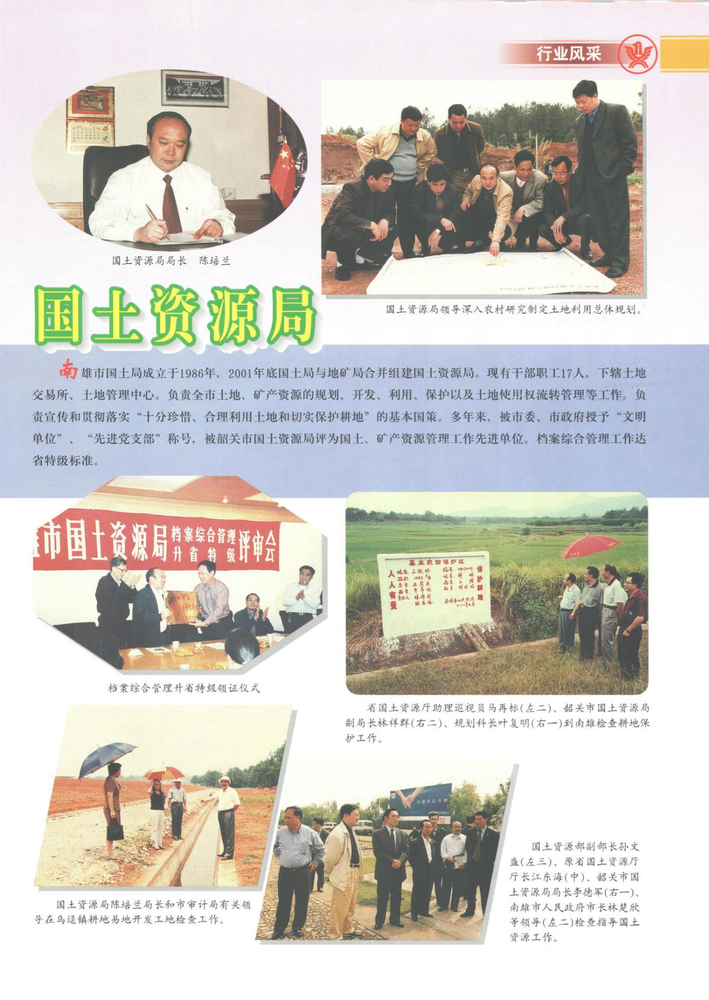 行业风采
国土资源局局长 陈培兰
国土资源局领导深入农村研究制定土地利用总体规划。
国土资源局
南雄市国土局成立于1986年，2001年底国土局与地矿局合并组建国土资源局。现有干部职工17人，下辖土地
交易所、土地管理中心。负责全市土地、矿产资源的规划、开发、利用、保护以及土地使用权流转管理等工作。负
责宣传和贯彻落实“十分珍惜、合理利用土地和切实保护耕地”的基本国策。多年来，被市委、市政府授予“文明
单位”、“先进党支部”称号，被韶关市国土资源局评为国土、矿产资源管理工作先进单位。档案综合管理工作达
省特级标准。
雄市国土资源局档案综合管理
升省特级评审会
档案综合管理升省特级领证仪式
基本农田保护区
人人有责
保护耕地
省国土资源厅助理巡视员马再标(左二)、韶关市国土资源局
副局长林祥群(右二)、规划科长叶复明(右一)到南雄检查耕地保
护工作。
国土资源局陈培兰局长和市审计局有关领
导在乌迳镇耕地易地开发工地检查工作。
沟通从心开始
您
国土资源部副部长孙文
盛(左三)、原省国土资源厅
厅长江东海(中)、韶关市国
土资源局局长李德军(右一)、
南雄市人民政府市长林楚欣
等领导(左二)检查指导国土
资源工作。